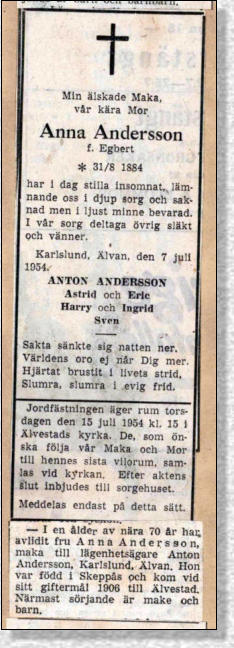 Min älskade Maka,
vår kära Mor
Anna Andersson
f. Egbert
* 31/8 1884
har i dag stilla insomnat, läm-
nande oss i djup sorg och sak-
nad men i ljust minne bevarad.
I vår sorg deltaga övrig släkt
och vänner.
Karlslund, Älvan, den 7 juli
1954.
ANTON ANDERSSON
Astrid och Eric
Harry och Ingrid
Sven
Sakta sänkte sig natten ner.
Världens oro ej når Dig mer.
Hjärtat brustit i livets strid,
Slumra, slumra i evig frid.
Jordfästningen äger rum tors-
dagen den 15 juli 1954 kl. 15 i
Älvestads kyrka. De, som ön-
ska följa vår Maka och Mor
till hennes sista vilorum, sam-
las vid kyrkan. Efter aktens
slut inbjudes till sorgehuset.
Meddelas endast på detta sätt.
— I en ålder av nära 70 år har
avlidit fru Anna Andersson,
maka till lägenhetsägare Anton
Andersson, Karlslund, Älvan. Hon
var född i Skeppsås och kom vid
sitt giftermål 1906 till Älvestad.
Närmast sörjande är make och
barn.